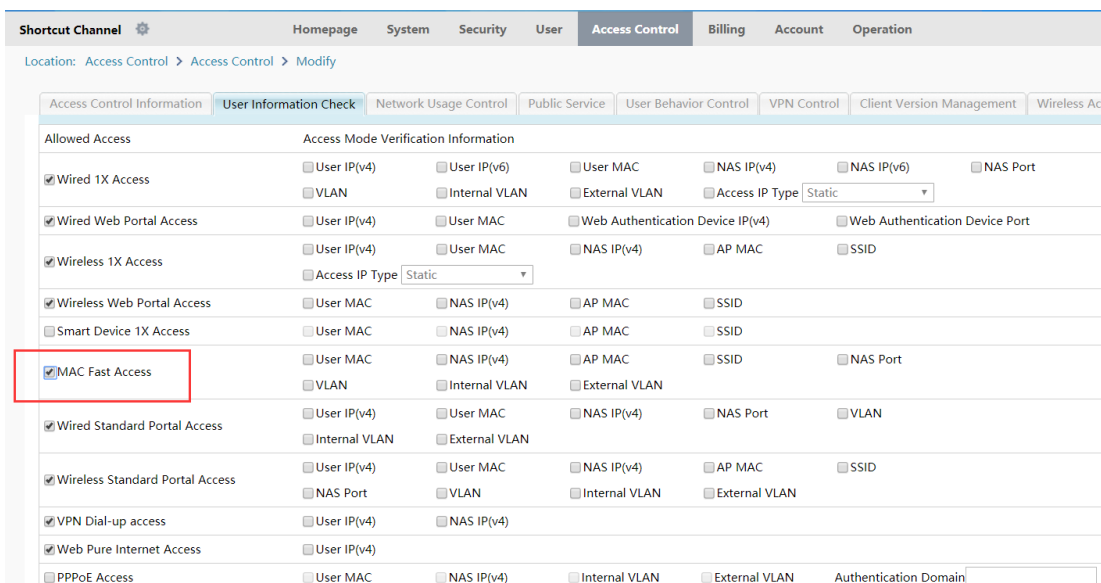 Shortcut Channel Homepage System Security User Access Control Billing Account Operation
Location: Access Control > Access Control > Modify
Access Control Information User Information Check Network Usage Control Public Service User Behavior Control VPN Control Client Version Management Wireless Ac
Allowed Access Access Mode Verification Information
Wired 1X Access User IP(v4) User IP(v6) User MAC NAS IP(v4) NAS IP(v6) NAS Port
VLAN Internal VLAN External VLAN Access IP Type Static
Wired Web Portal Access User IP(v4) User MAC Web Authentication Device IP(v4) Web Authentication Device Port
Wireless 1X Access User IP(v4) User MAC NAS IP(v4) AP MAC SSID
Access IP Type Static
Wireless Web Portal Access User MAC NAS IP(v4) AP MAC SSID
Smart Device 1X Access User MAC NAS IP(v4) AP MAC SSID
MAC Fast Access User MAC NAS IP(v4) AP MAC SSID NAS Port
VLAN Internal VLAN External VLAN
Wired Standard Portal Access User IP(v4) User MAC NAS IP(v4) NAS Port VLAN
Internal VLAN External VLAN
Wireless Standard Portal Access User IP(v4) User MAC NAS IP(v4) AP MAC SSID
NAS Port VLAN Internal VLAN External VLAN
VPN Dial-up access User IP(v4) NAS IP(v4)
Web Pure Internet Access User IP(v4)
PPPoE Access User MAC NAS IP(v4) Internal VLAN External VLAN Authentication Domain